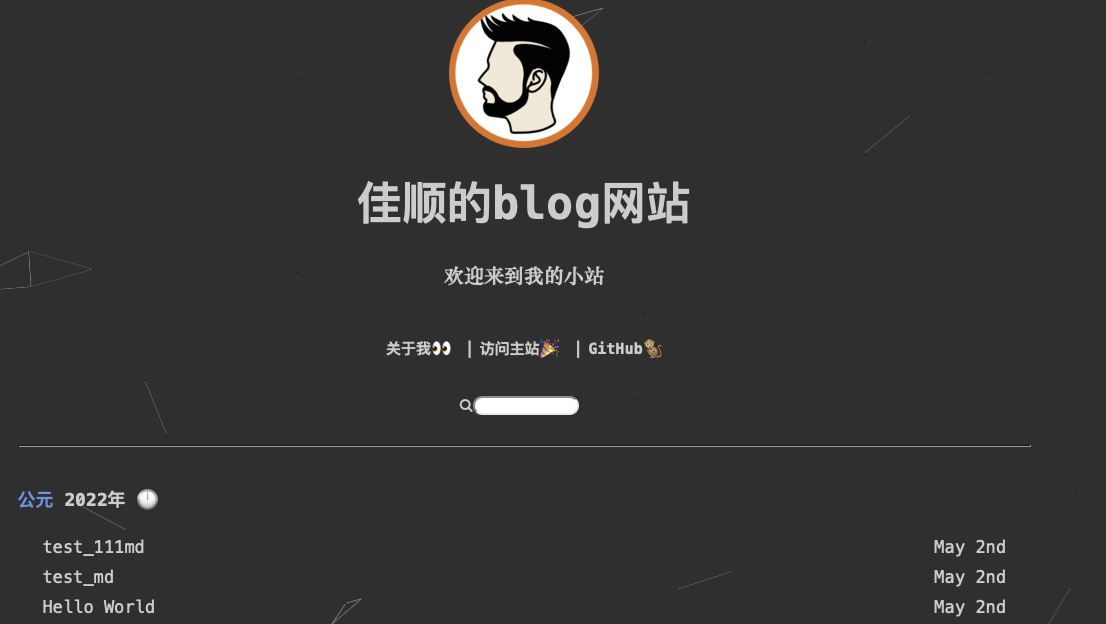 佳顺的blog网站
欢迎来到我的小站
关于我👀 | 访问主站🎉 | GitHub🐒
公元 2022年 🕛
test_111md May 2nd
test_md May 2nd
Hello World May 2nd